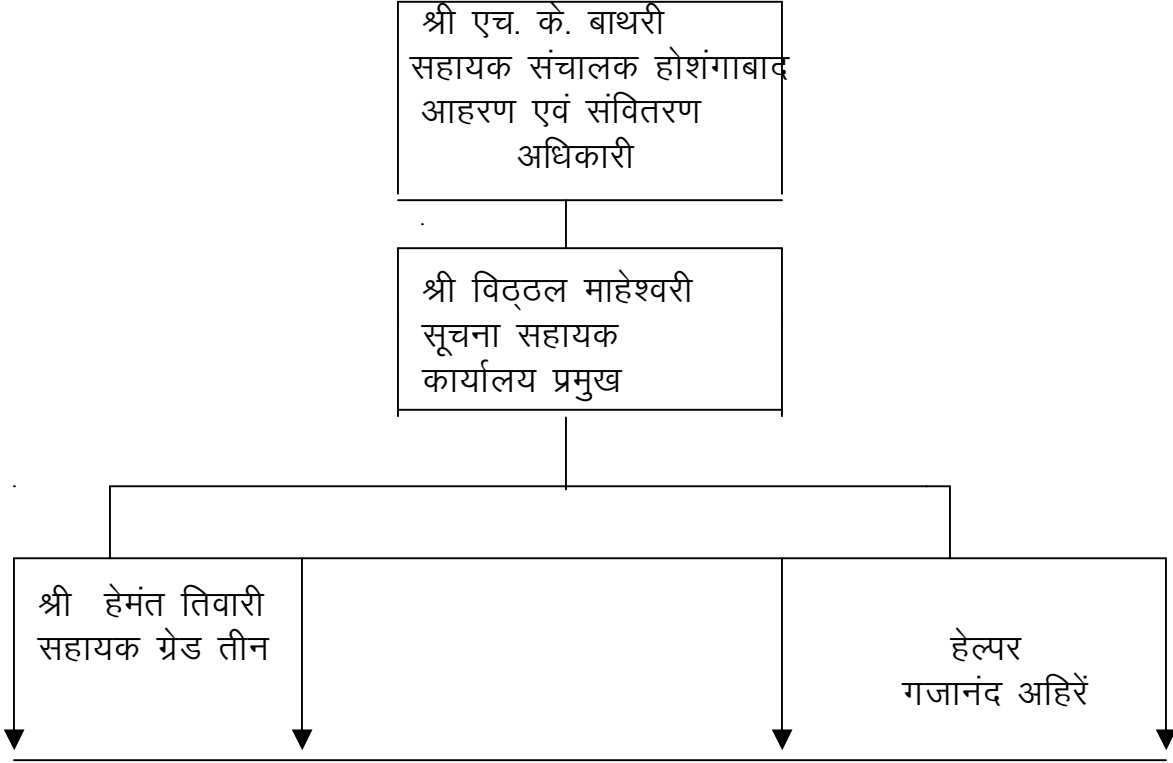 श्री एच. के. बाथरी
सहायक संचालक होशंगाबाद
आहरण एवं संवितरण
अधिकारी
श्री विठ्ठल माहेश्वरी
सूचना सहायक
कार्यालय प्रमुख
श्री हेमंत तिवारी
सहायक ग्रेड तीन
हेल्पर
गजानंद अहिरें